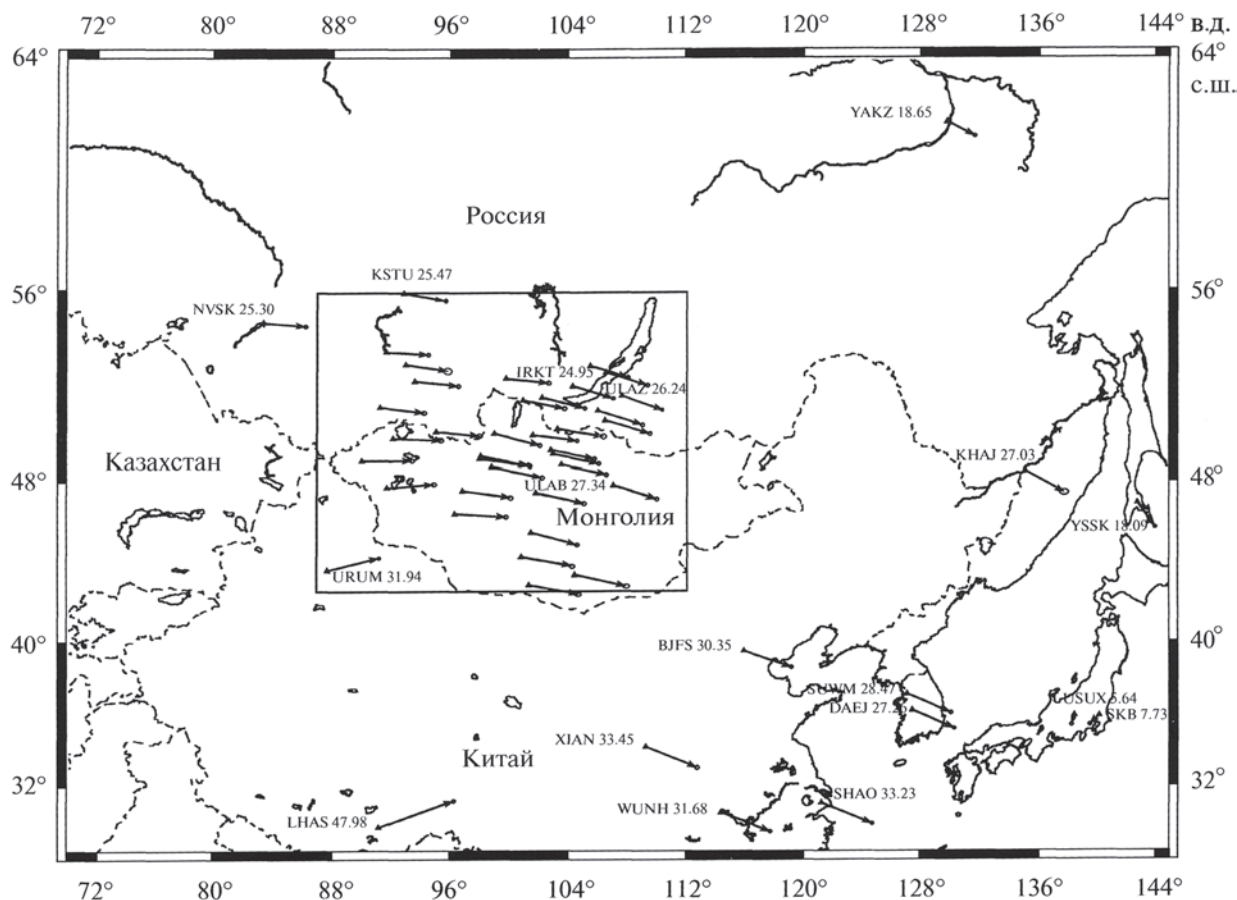 72° 80° 88° 96° 104° 112° 120° 128° 136° 144° в.д.
64° 64°
с.ш.
YAKZ 18.65
Россия
KSTU 25.47
56° 56°
NVSK 25.30
IRKT 24.95
ULAZ 26.24
Казахстан
KHAJ 27.03
48° 48°
ULAB 27.34
Монголия
YSSK 18.09
URUM 31.94
40° 40°
BJFS 30.35
SUWM 28.47
DAEJ 27.26
USUX 5.64
SKB 7.73
XIAN 33.45
Китай
32° 32°
SHAO 33.23
WUNH 31.68
LHAS 47.98
72° 80° 88° 96° 104° 112° 120° 128° 136° 144°